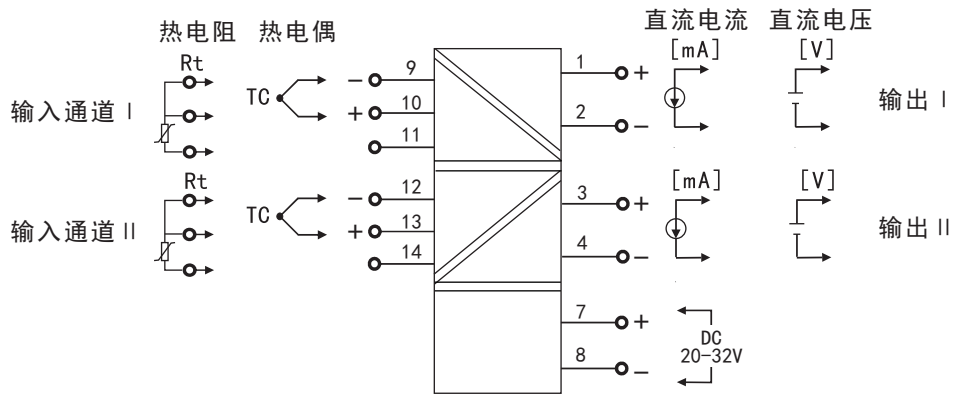 热电阻 热电偶 直流电流 直流电压
[mA] [V]
Rt
TC
输入通道 I
− 9
+ 10
11
1 +
2 −
输出 I
Rt
TC
输入通道 II
− 12
+ 13
14
[mA] [V]
3 +
4 −
输出 II
7 +
8 −
DC
20-32V